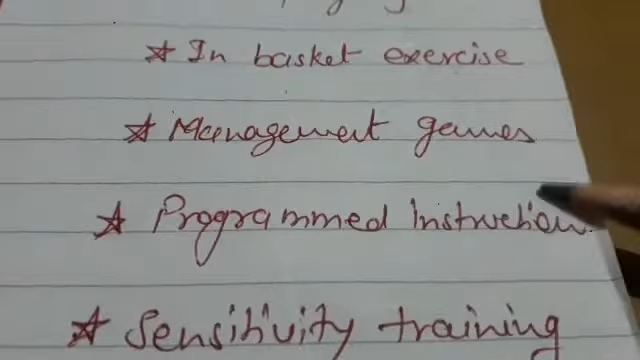 ☆ In basket exercise
☆ Management games
☆ Programmed instruction.
☆ Sensitivity training